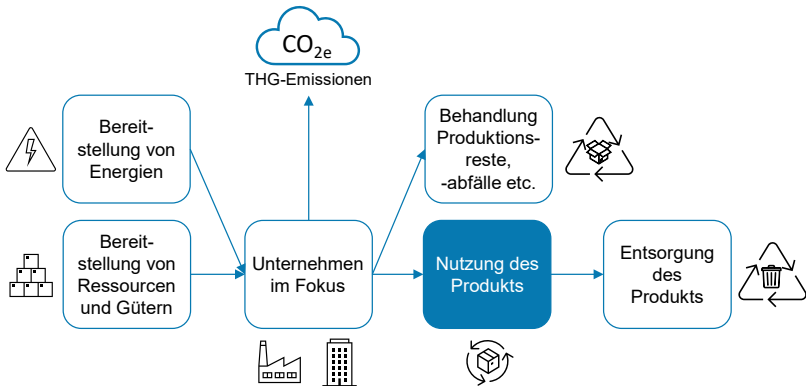 CO2e
THG-Emissionen
Bereit-
stellung von
Energien
Behandlung
Produktions-
reste,
-abfälle etc.
Bereit-
stellung von
Ressourcen
und Gütern
Unternehmen
im Fokus
Nutzung des
Produkts
Entsorgung
des
Produkts